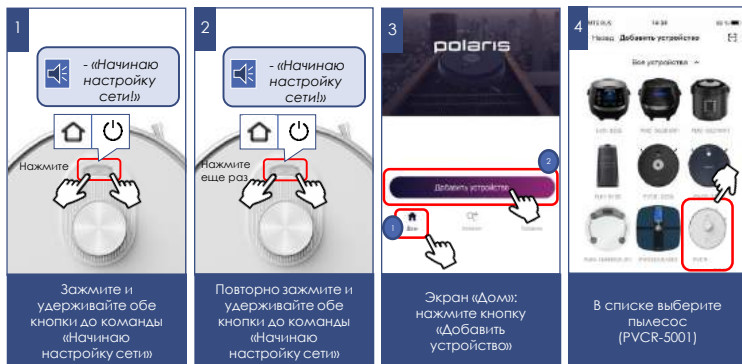 1
- «Начинаю
настройку
сети!»
Нажмите
Зажмите и
удерживайте обе
кнопки до команды
«Начинаю
настройку сети»
2
- «Начинаю
настройку
сети!»
Нажмите
еще раз
Повторно зажмите и
удерживайте обе
кнопки до команды
«Начинаю
настройку сети»
3
polaris
2
Добавить устройство
1
Дом
Экран «Дом»:
нажмите кнопку
«Добавить
устройство»
4
Назад Добавить устройство
Все устройства
В списке выберите
пылесос
(PVCR-5001)